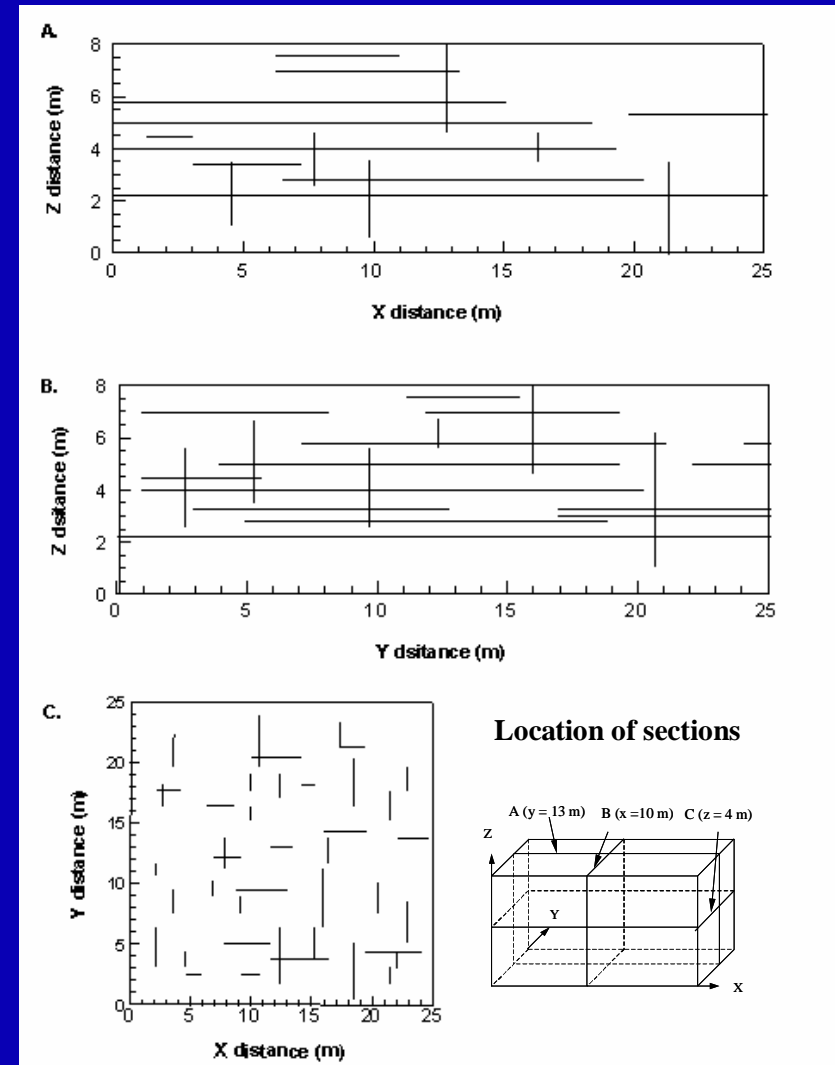 A.
8
6
4
2
0
Z distance (m)
0 5 10 15 20 25
X distance (m)
B.
8
6
4
2
0
Z dsitance (m)
0 5 10 15 20 25
Y dsitance (m)
C.
25
20
15
10
5
0
Y distance (m)
0 5 10 15 20 25
X distance (m)
Location of sections
A (y = 13 m) B (x =10 m) C (z = 4 m)
Z
Y
X